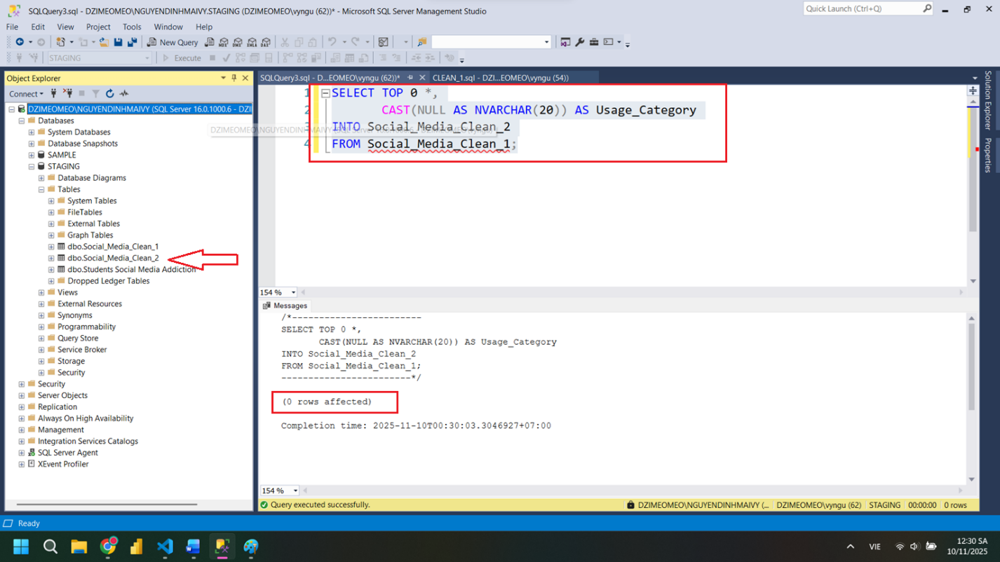 SQLQuery3.sql - DZIMEOMEO\NGUYENDINHMAIVY.STAGING (DZIMEOMEO\vyngu (62))* - Microsoft SQL Server Management Studio
Quick Launch (Ctrl+Q)
File Edit View Project Tools Window Help
New Query
MDX DMX XMLA DAX
STAGING
Execute
Object Explorer
SQLQuery3.sql - D...EOMEO\vyngu (62))*
CLEAN_1.sql - DZI...EOMEO\vyngu (54))
Connect
DZIMEOMEO\NGUYENDINHMAIVY (SQL Server 16.0.1000.6 - DZI
Databases
System Databases
Database Snapshots
SAMPLE
STAGING
Database Diagrams
Tables
System Tables
FileTables
External Tables
Graph Tables
dbo.Social_Media_Clean_1
dbo.Social_Media_Clean_2
dbo.Students Social Media Addiction
Dropped Ledger Tables
Views
External Resources
Synonyms
Programmability
Query Store
Service Broker
Storage
Security
Security
Server Objects
Replication
Always On High Availability
Management
Integration Services Catalogs
SQL Server Agent
XEvent Profiler
1 SELECT TOP 0 *,
2 CAST(NULL AS NVARCHAR(20)) AS Usage_Category
3 INTO Social_Media_Clean_2
4 FROM Social_Media_Clean_1;
154 %
Messages
/*-------------------------
SELECT TOP 0 *,
CAST(NULL AS NVARCHAR(20)) AS Usage_Category
INTO Social_Media_Clean_2
FROM Social_Media_Clean_1;
-------------------------*/
(0 rows affected)
Completion time: 2025-11-10T00:30:03.3046927+07:00
154 %
Query executed successfully.
DZIMEOMEO\NGUYENDINHMAIVY (... DZIMEOMEO\vyngu (62) STAGING 00:00:00 0 rows
Solution Explorer
Properties
Ready
VIE
12:30 SA
10/11/2025